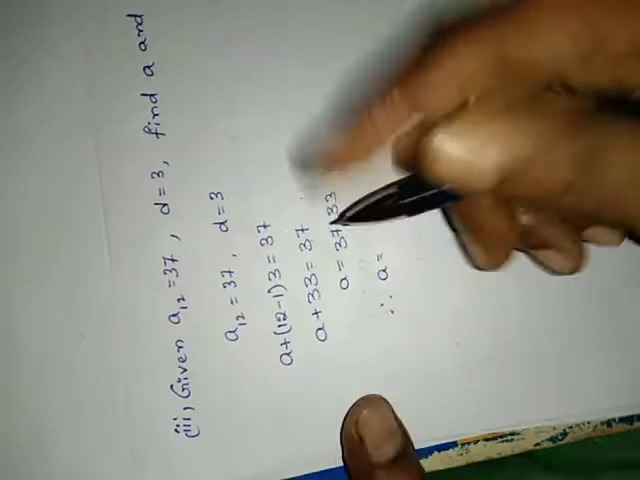 (iii) Given a₁₂ = 37, d = 3, find a and
a₁₂ = 37, d = 3
a + (12-1)3 = 37
a + 33 = 37
a = 37 33
∴ a =